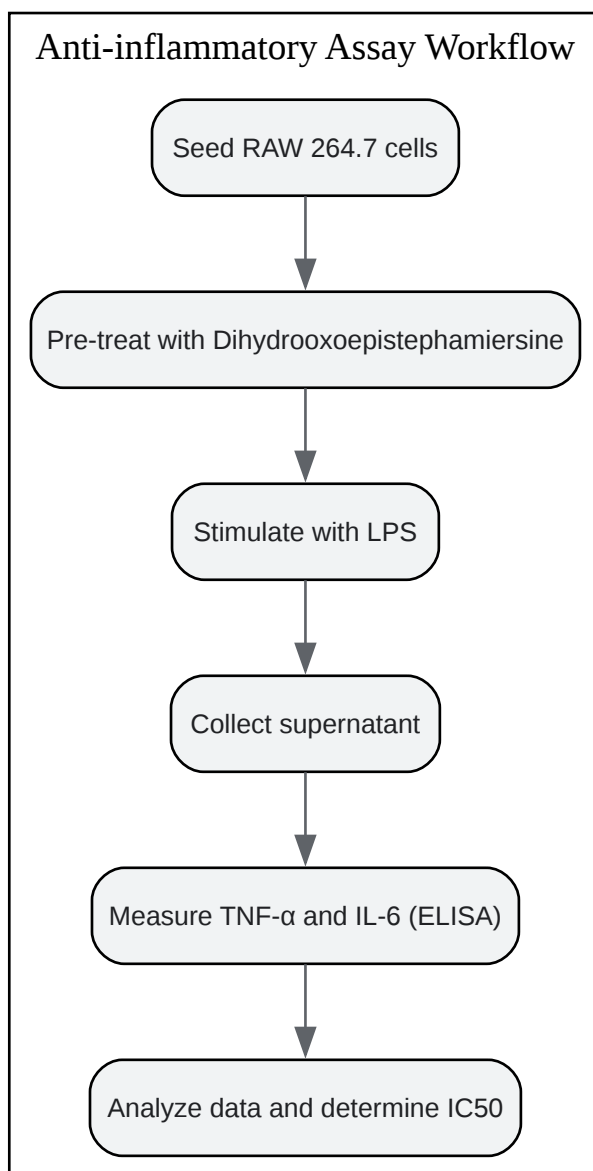 Anti-inflammatory Assay Workflow
Seed RAW 264.7 cells
Pre-treat with Dihydrooxoepistephamiersine
Stimulate with LPS
Collect supernatant
Measure TNF-α and IL-6 (ELISA)
Analyze data and determine IC50